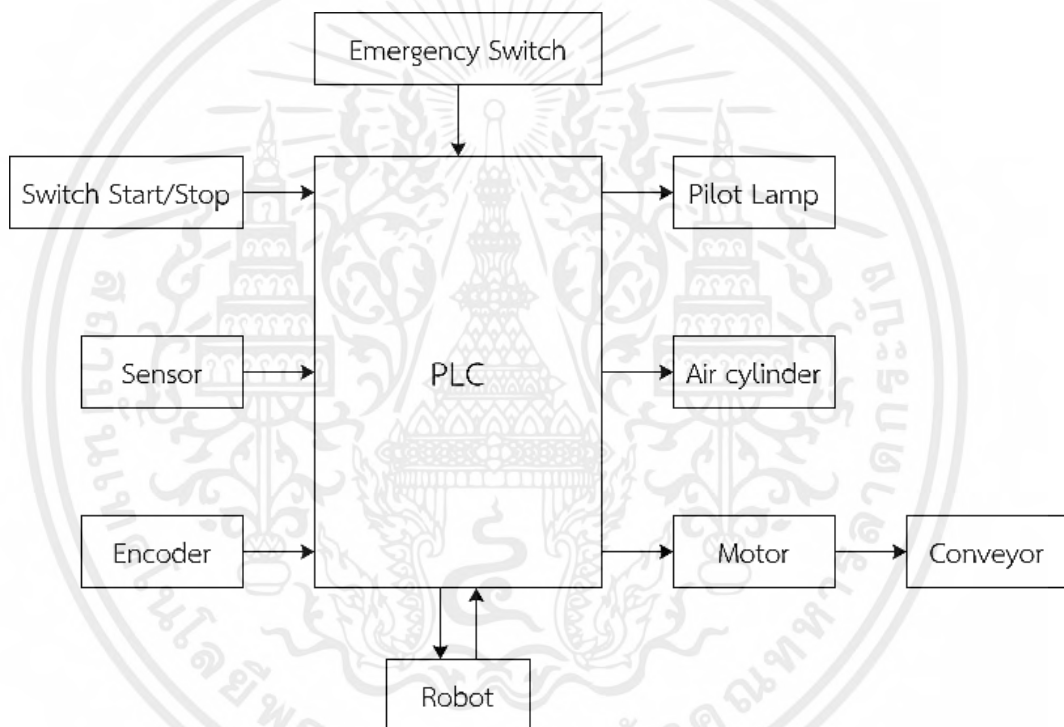 Emergency Switch
Switch Start/Stop
Pilot Lamp
Sensor
PLC
Air cylinder
Encoder
Motor
Conveyor
Robot